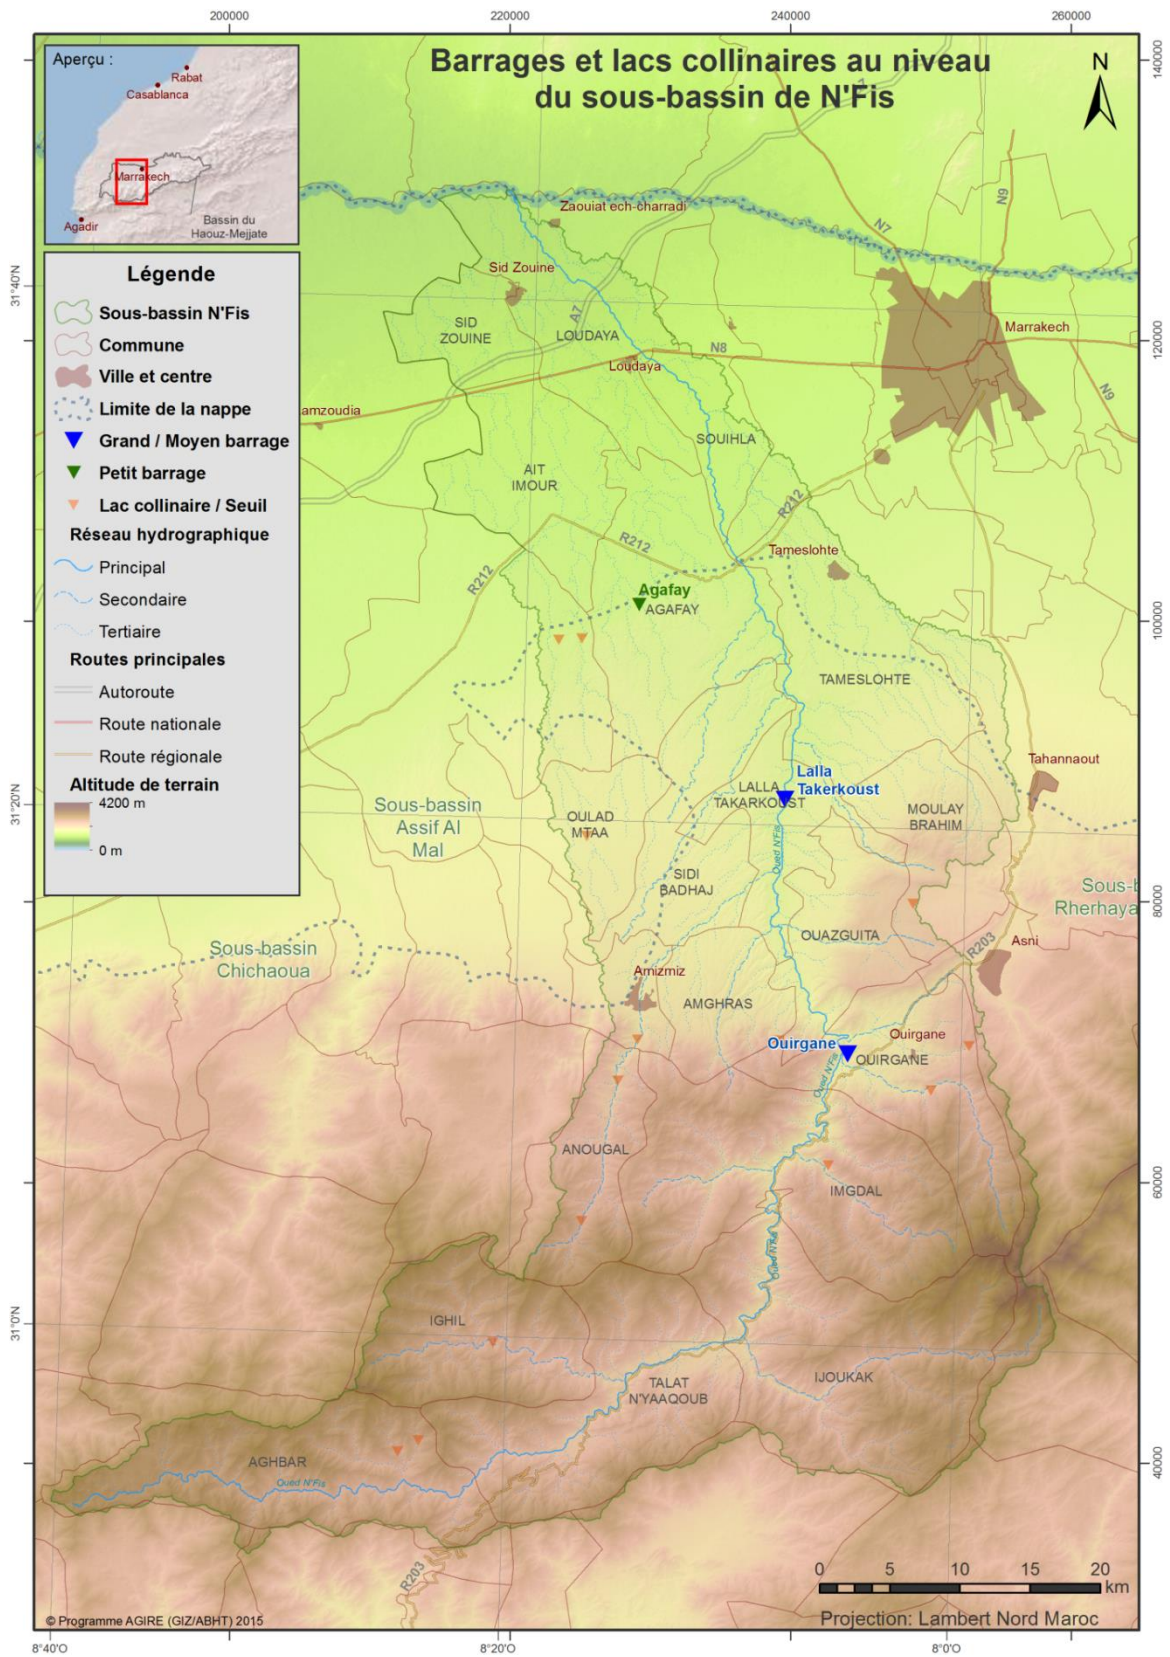 200000
220000
240000
260000
Barrages et lacs collinaires au niveau
du sous-bassin de N'Fis
N
Aperçu :
Rabat
Casablanca
Marrakech
Agadir
Bassin du
Haouz-Mejjate
Légende
Sous-bassin N'Fis
Commune
Ville et centre
Limite de la nappe
Grand / Moyen barrage
Petit barrage
Lac collinaire / Seuil
Réseau hydrographique
Principal
Secondaire
Tertiaire
Routes principales
Autoroute
Route nationale
Route régionale
Altitude de terrain
4200 m
0 m
140000
120000
100000
80000
60000
40000
31°40'N
31°20'N
31°0'N
Zaouiat ech-charradi
N9
N7
Sid Zouine
SID
ZOUINE
A7
LOUDAYA
Marrakech
N8
Loudaya
N9
amzoudia
SOUIHLA
AIT
IMOUR
R212
R212
R212
Tameslohte
Agafay
AGAFAY
TAMESLOHTE
Tahannaout
Lalla
Takerkoust
LALLA
TAKARKOUST
Sous-bassin
Assif Al
Mal
OULAD
MTAA
MOULAY
BRAHIM
Oued N'Fis
SIDI
BADHAJ
Sous-b
Rherhaya
Sous-bassin
Chichaoua
OUAZGUITA
R203
Asni
Amizmiz
AMGHRAS
Ouirgane
Ouirgane
OUIRGANE
Oued N'Fis
ANOUGAL
IMGDAL
Oued N'Fis
IGHIL
IJOUKAK
TALAT
N'YAAQOUB
AGHBAR
Oued N'Fis
R203
0 5 10 15 20
km
Projection: Lambert Nord Maroc
© Programme AGIRE (GIZ/ABHT) 2015
8°40'O
8°20'O
8°0'O